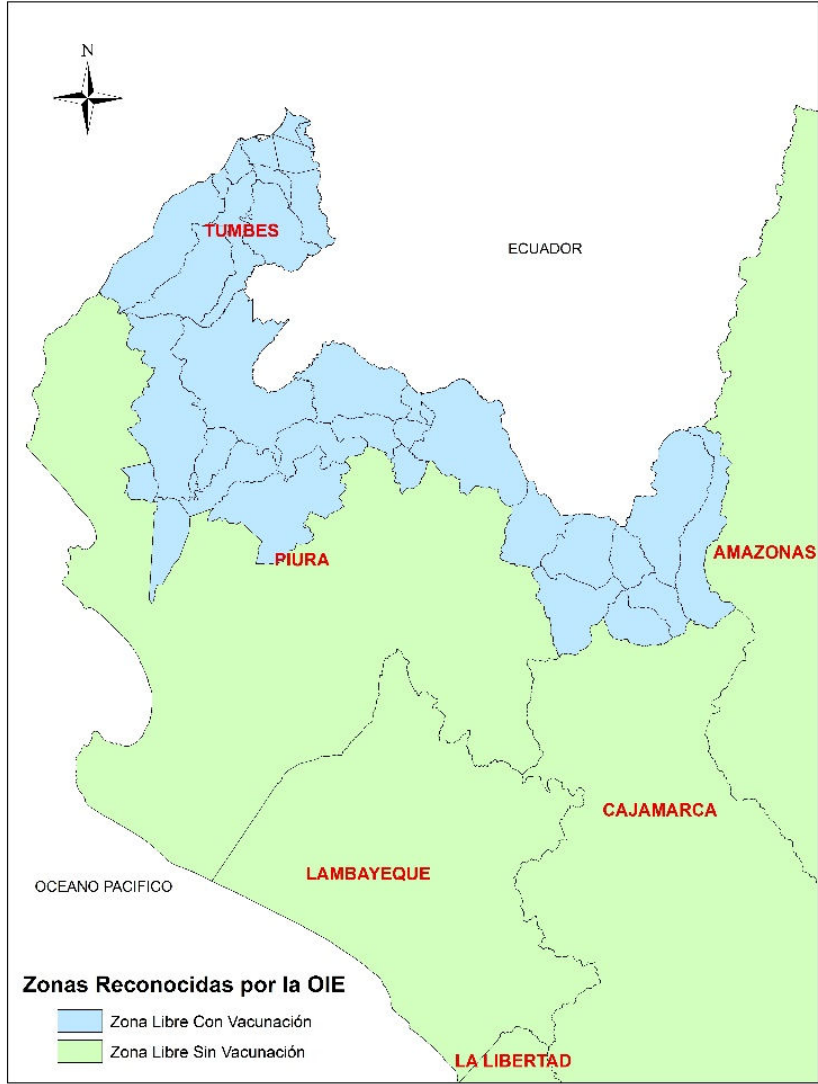 N
TUMBES
ECUADOR
PIURA
AMAZONAS
CAJAMARCA
LAMBAYEQUE
OCEANO PACIFICO
Zonas Reconocidas por la OIE
Zona Libre Con Vacunación
Zona Libre Sin Vacunación
LA LIBERTAD